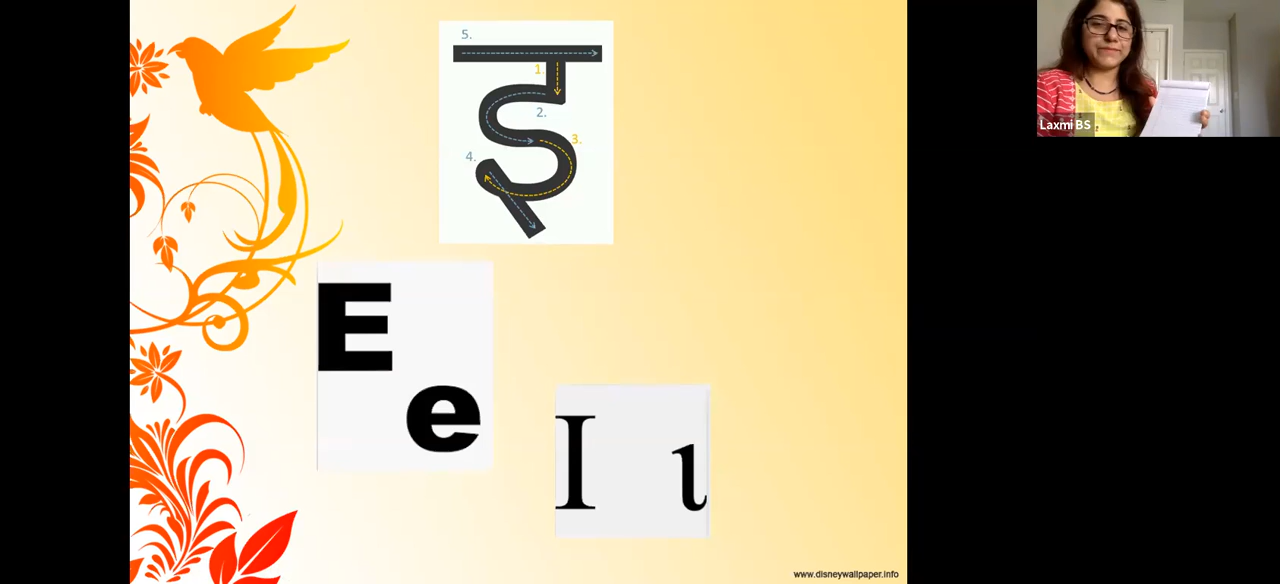 5.
1.
2.
3.
4.
इ
E
e
Ι ι
Laxmi BS
www.disneywallpaper.info